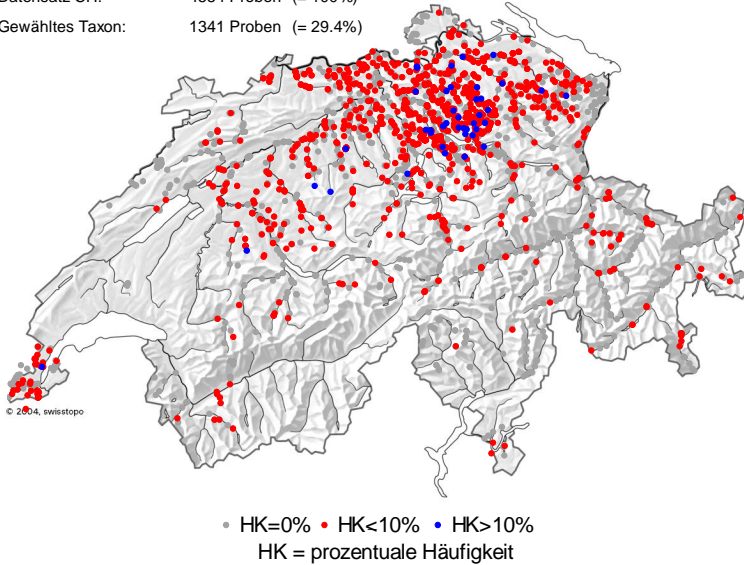 Gewähltes Taxon: 1341 Proben (= 29.4%)
© 2004, swisstopo
HK=0% HK<10% HK>10%
HK = prozentuale Häufigkeit